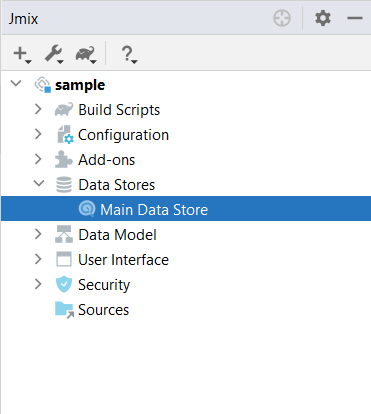 Jmix
sample
Build Scripts
Configuration
Add-ons
Data Stores
Main Data Store
Data Model
User Interface
Security
Sources